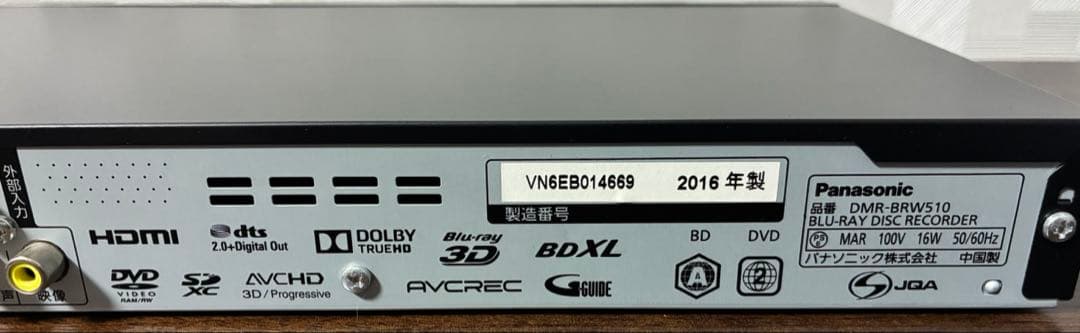 外部入力
声 映像
VN6EB014669 2016 年製
製造番号
HDMI
dts
2.0+Digital Out
DOLBY
TRUEHD
Blu-ray
3D
BDXL
BD DVD
A 2
DVD
VIDEO
RAM/RW
SD
XC
AVCHD
3D/Progressive
AVCREC
G-GUIDE
Panasonic
品番 DMR-BRW510
BLU-RAY DISC RECORDER
PS E MAR 100V 16W 50/60Hz
パナソニック株式会社 中国製
JQA